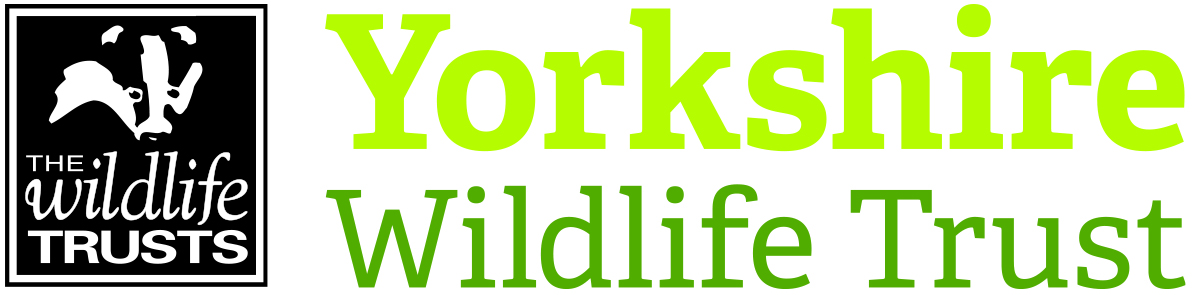 THE
wildlife
TRUSTS
Yorkshire
Wildlife Trust